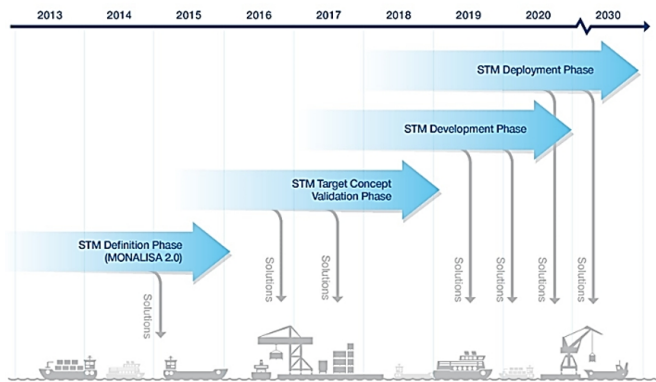 2013 2014 2015 2016 2017 2018 2019 2020 2030
STM Deployment Phase
STM Development Phase
STM Target Concept
Validation Phase
STM Definition Phase
(MONALISA 2.0)
Solutions
Solutions
Solutions
Solutions
Solutions
Solutions
Solutions